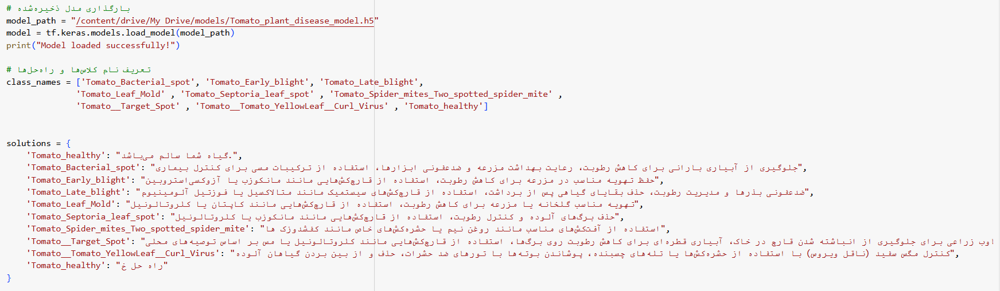 # بارگذاری مدل ذخیره‌شده
model_path = "/content/drive/My Drive/models/Tomato_plant_disease_model.h5"
model = tf.keras.models.load_model(model_path)
print("Model loaded successfully!")
# تعریف نام کلاس‌ها و راه‌حل‌ها
class_names = ['Tomato_Bacterial_spot', 'Tomato_Early_blight', 'Tomato_Late_blight',
'Tomato_Leaf_Mold' , 'Tomato_Septoria_leaf_spot' , 'Tomato_Spider_mites_Two_spotted_spider_mite' ,
'Tomato__Target_Spot' , 'Tomato__Tomato_YellowLeaf__Curl_Virus' , 'Tomato_healthy']
solutions = {
'Tomato_healthy': "گیاه شما سالم می‌باشد.",
'Tomato_Bacterial_spot': "جلوگیری از آبیاری بارانی برای کاهش رطوبت، رعایت بهداشت مزرعه و ضدعفونی ابزارها، استفاده از ترکیبات مسی برای کنترل بیماری",
'Tomato_Early_blight': "حفظ تهویه مناسب در مزرعه برای کاهش رطوبت، استفاده از قارچ‌کش‌هایی مانند مانکوزب یا آزوکسی‌استروبین",
'Tomato_Late_blight': "ضدعفونی بذرها و مدیریت رطوبت، حذف بقایای گیاهی پس از برداشت، استفاده از قارچ‌کش‌های سیستمیک مانند متالاکسیل یا فوزتیل آلومینیوم",
'Tomato_Leaf_Mold': "تهویه مناسب گلخانه یا مزرعه برای کاهش رطوبت، استفاده از قارچ‌کش‌هایی مانند کاپتان یا کلروتالونیل",
'Tomato_Septoria_leaf_spot': "حذف برگ‌های آلوده و کنترل رطوبت، استفاده از قارچ‌کش‌هایی مانند مانکوزب یا کلروتالونیل",
'Tomato_Spider_mites_Two_spotted_spider_mite': "استفاده از آفت‌کش‌های مناسب مانند روغن نیم یا حشره‌کش‌های خاص مانند کفشدوزک ها",
'Tomato__Target_Spot': "اوب زراعی برای جلوگیری از انباشته شدن قارچ در خاک، آبیاری قطره‌ای برای کاهش رطوبت روی برگ‌ها، استفاده از قارچ‌کش‌هایی مانند کلروتالونیل یا مس بر اساس توصیه‌های محلی
'Tomato__Tomato_YellowLeaf__Curl_Virus': "کنترل مگس سفید (ناقل ویروس) با استفاده از حشره‌کش‌ها یا تله‌های چسبنده، پوشاندن بوته‌ها با تورهای ضد حشرات، حذف و از بین بردن گیاهان آلوده",
'Tomato_healthy': "راه حل خ"
}